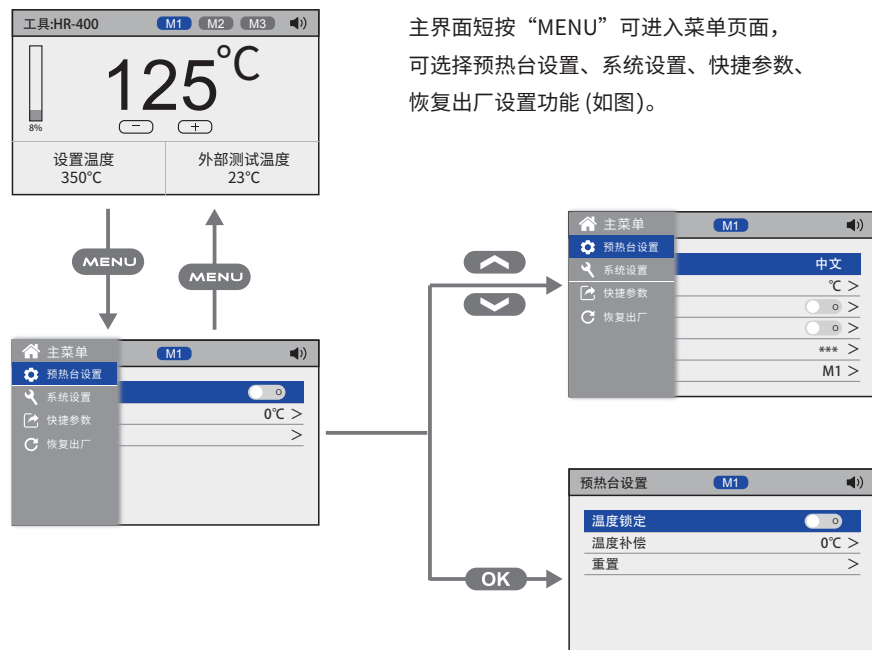 工具:HR-400 M1 M2 M3
125℃
8%
− +
设置温度 外部测试温度
350℃ 23℃
主界面短按“MENU”可进入菜单页面，
可选择预热台设置、系统设置、快捷参数、
恢复出厂设置功能 (如图)。
MENU
MENU
主菜单 M1
预热台设置
系统设置 0℃ >
快捷参数 >
恢复出厂
主菜单 M1
预热台设置
系统设置 中文
快捷参数 ℃ >
恢复出厂 >
>
*** >
M1 >
OK
预热台设置 M1
温度锁定
温度补偿 0℃ >
重置 >